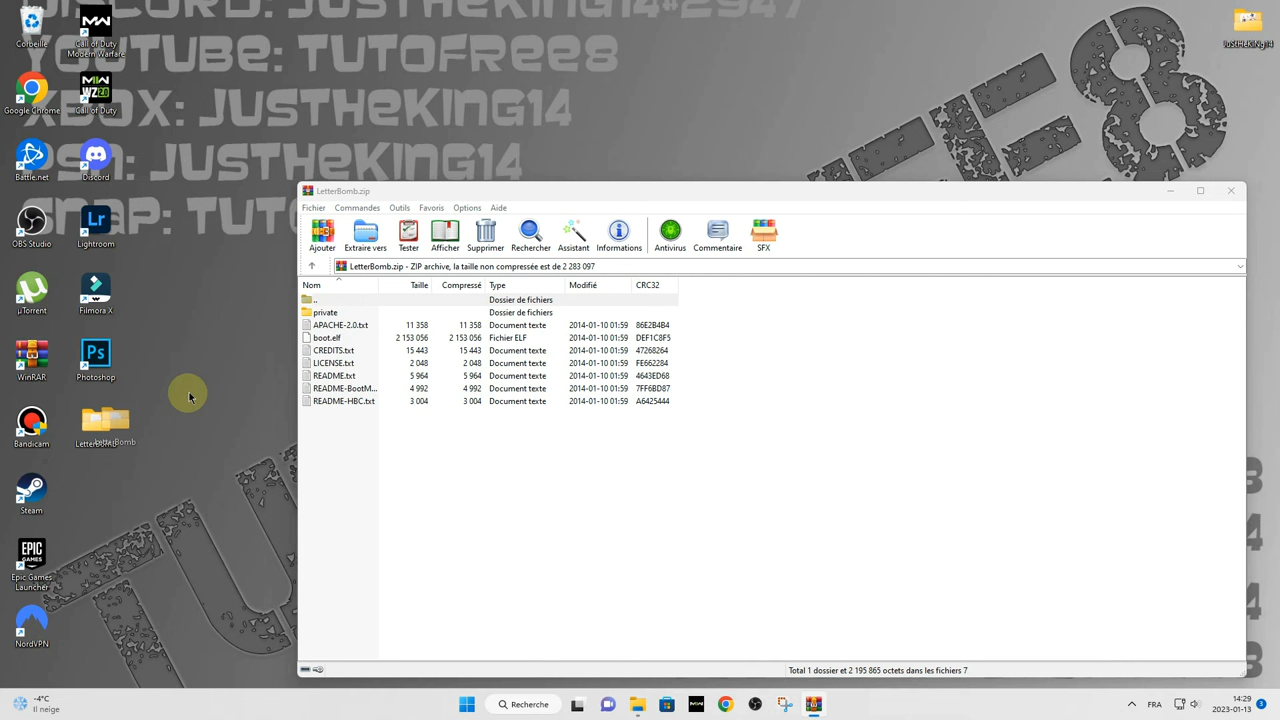 DISCORD: JUSTHEKING14#2947
YOUTUBE: TUTOFREE8
XBOX: JUSTHEKING14
PSN: JUSTHEKING14
SNAP: TUTO
Corbeille
Call of Duty
Modern Warfare
JUSTHEKING14
Google Chrome
Call of Duty
Battle.net
Discord
OBS Studio
Lightroom
µTorrent
Filmora X
WinRAR
Photoshop
Bandicam
LetterBomb
LetterBomb
Steam
Epic Games
Launcher
NordVPN
LetterBomb.zip
Fichier Commandes Outils Favoris Options Aide
Ajouter Extraire vers Tester Afficher Supprimer Rechercher Assistant Informations Antivirus Commentaire SFX
LetterBomb.zip - ZIP archive, la taille non compressée est de 2 283 097
Nom Taille Compressé Type Modifié CRC32
.. Dossier de fichiers
private Dossier de fichiers
APACHE-2.0.txt 11 358 11 358 Document texte 2014-01-10 01:59 86E2B4B4
boot.elf 2 153 056 2 153 056 Fichier ELF 2014-01-10 01:59 DEF1C8F5
CREDITS.txt 15 443 15 443 Document texte 2014-01-10 01:59 47268264
LICENSE.txt 2 048 2 048 Document texte 2014-01-10 01:59 FE662284
README.txt 5 964 5 964 Document texte 2014-01-10 01:59 4643ED68
README-BootM... 4 992 4 992 Document texte 2014-01-10 01:59 7FF6BD87
README-HBC.txt 3 004 3 004 Document texte 2014-01-10 01:59 A6425444
Total 1 dossier et 2 195 865 octets dans les fichiers 7
-4°C
Il neige
Recherche
FRA
14:29
2023-01-13
3